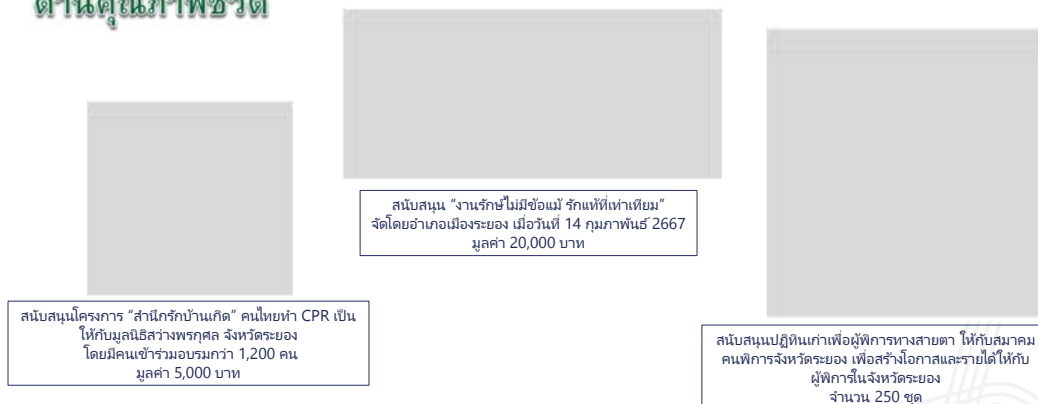 ด้านคุณภาพชีวิต
สนับสนุน “งานรักษ์ไม่มีข้อแม้ รักแท้ที่เท่าเทียม”
จัดโดยอำเภอเมืองระยอง เมื่อวันที่ 14 กุมภาพันธ์ 2667
มูลค่า 20,000 บาท
สนับสนุนโครงการ “สำนึกรักบ้านเกิด” คนไทยทำ CPR เป็น
ให้กับมูลนิธิสว่างพรกุศล จังหวัดระยอง
โดยมีคนเข้าร่วมอบรมกว่า 1,200 คน
มูลค่า 5,000 บาท
สนับสนุนปฏิทินเก่าเพื่อผู้พิการทางสายตา ให้กับสมาคม
คนพิการจังหวัดระยอง เพื่อสร้างโอกาสและรายได้ให้กับ
ผู้พิการในจังหวัดระยอง
จำนวน 250 ชุด